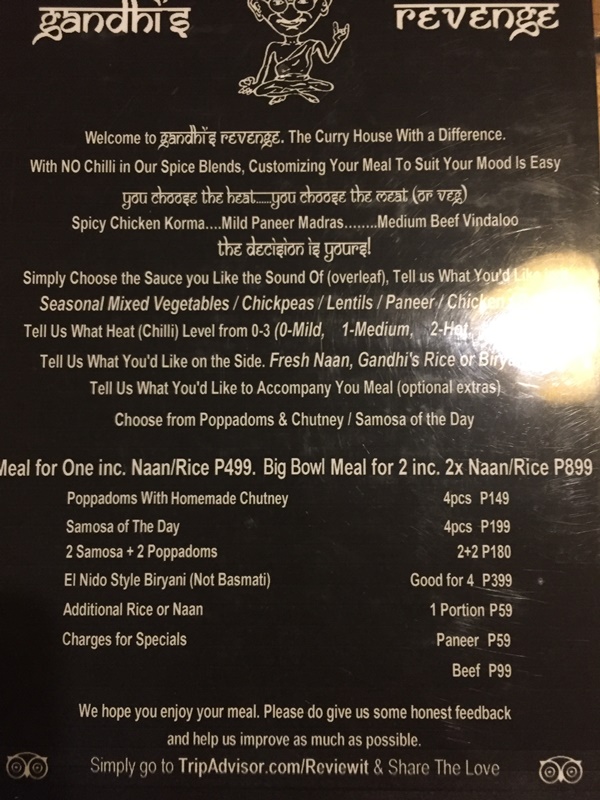 gandhi's revenge
Welcome to gandhi's revenge. The Curry House With a Difference.
With NO Chilli in Our Spice Blends, Customizing Your Meal To Suit Your Mood Is Easy
you choose the heat......you choose the meat (or veg)
Spicy Chicken Korma....Mild Paneer Madras........Medium Beef Vindaloo
the decision is yours!
Simply Choose the Sauce you Like the Sound Of (overleaf), Tell us What You'd
Seasonal Mixed Vegetables / Chickpeas / Lentils / Paneer / Chicken
Tell Us What Heat (Chilli) Level from 0-3 (0-Mild, 1-Medium, 2-Hot,
Tell Us What You'd Like on the Side. Fresh Naan, Gandhi's Rice or
Tell Us What You'd Like to Accompany You Meal (optional extras)
Choose from Poppadoms & Chutney / Samosa of the Day
Meal for One inc. Naan/Rice P499. Big Bowl Meal for 2 inc. 2x Naan/Rice P899
Poppadoms With Homemade Chutney 4pcs P149
Samosa of The Day 4pcs P199
2 Samosa + 2 Poppadoms 2+2 P180
El Nido Style Biryani (Not Basmati) Good for 4 P399
Additional Rice or Naan 1 Portion P59
Charges for Specials Paneer P59
Beef P99
We hope you enjoy your meal. Please do give us some honest feedback
and help us improve as much as possible.
Simply go to TripAdvisor.com/Reviewit & Share The Love